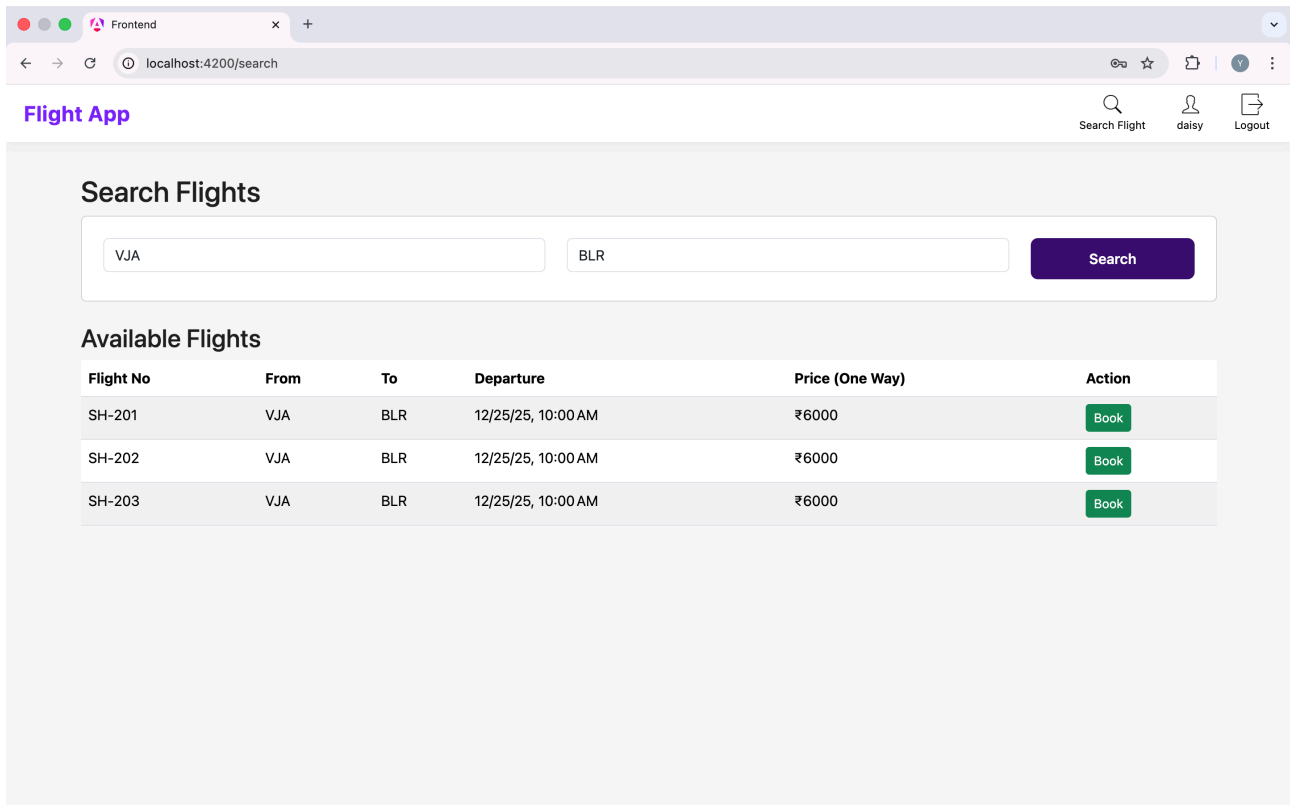 Frontend
localhost:4200/search
Y
Flight App
Search Flight
daisy
Logout
Search Flights
VJA BLR Search
Available Flights
Flight No From To Departure Price (One Way) Action
SH-201 VJA BLR 12/25/25, 10:00 AM ₹6000 Book
SH-202 VJA BLR 12/25/25, 10:00 AM ₹6000 Book
SH-203 VJA BLR 12/25/25, 10:00 AM ₹6000 Book